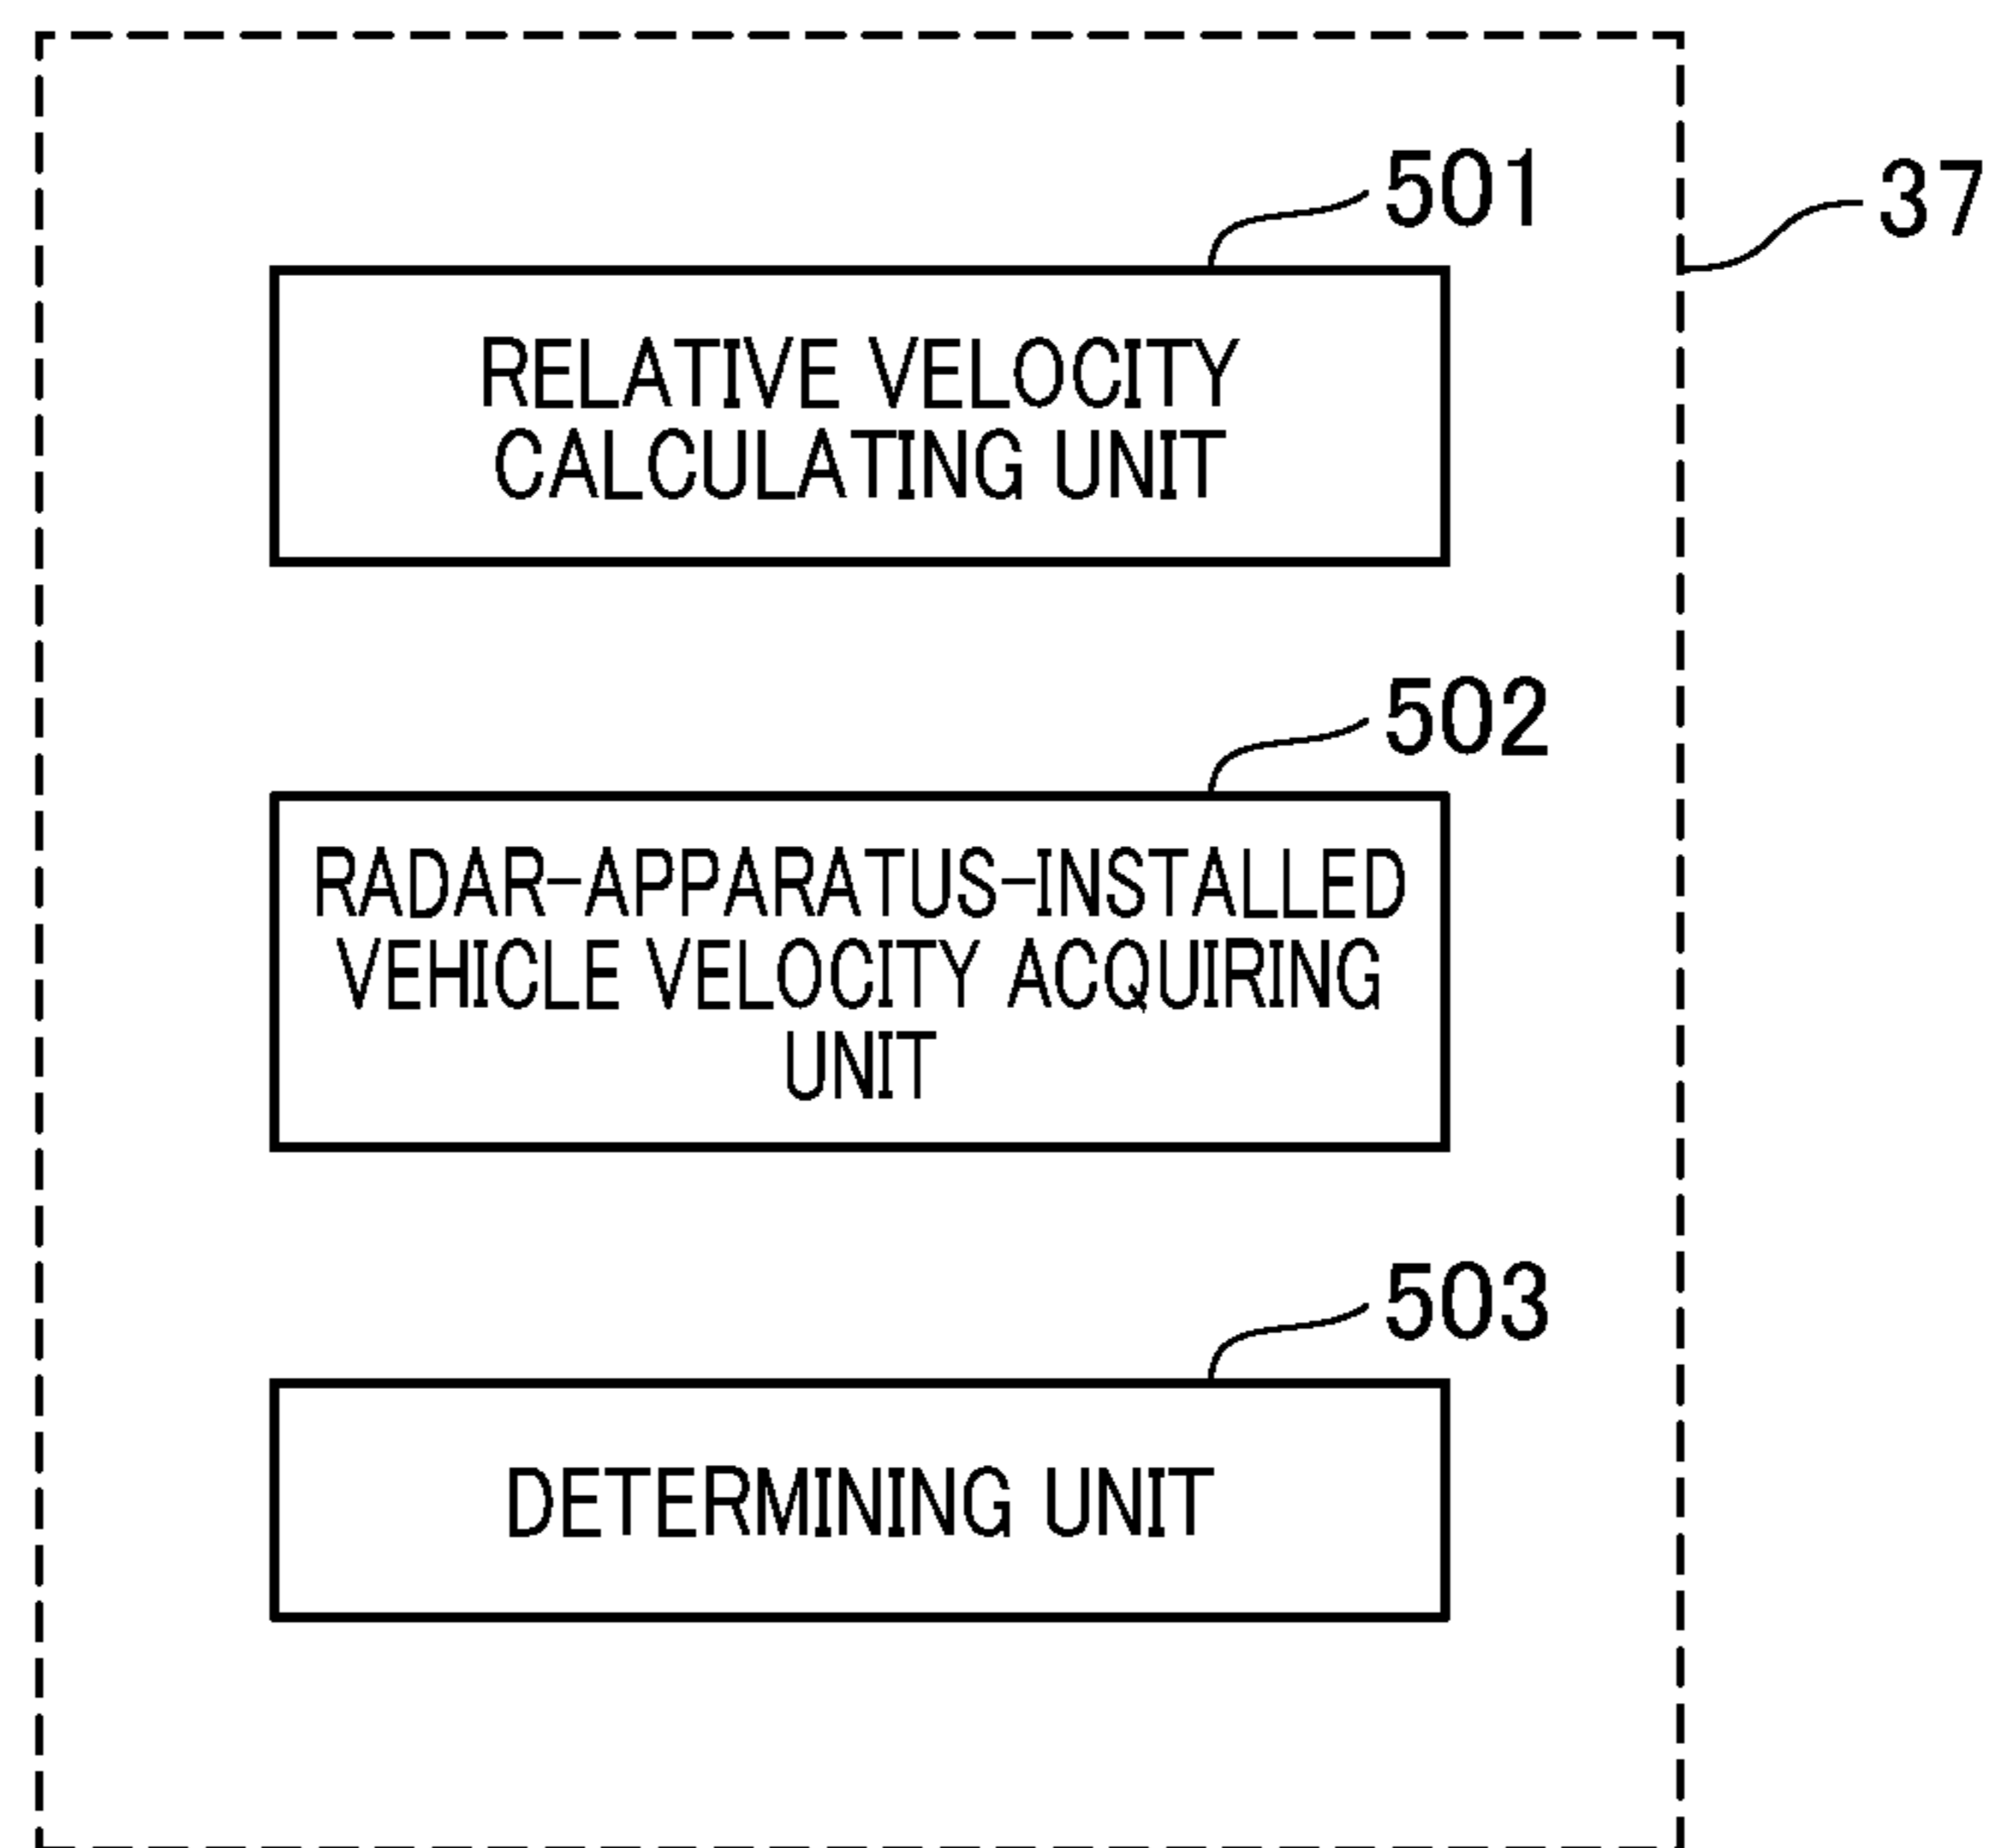 501
37
RELATIVE VELOCITY
CALCULATING UNIT
502
RADAR-APPARATUS-INSTALLED
VEHICLE VELOCITY ACQUIRING
UNIT
503
DETERMINING UNIT